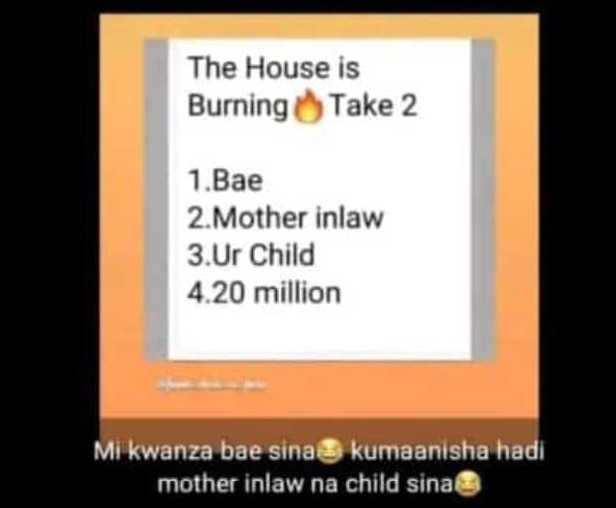 The House is
Burning🔥Take 2
1.Bae
2.Mother inlaw
3.Ur Child
4.20 million
Mi kwanza bae sina😂 kumaanisha hadi
mother inlaw na child sina😂